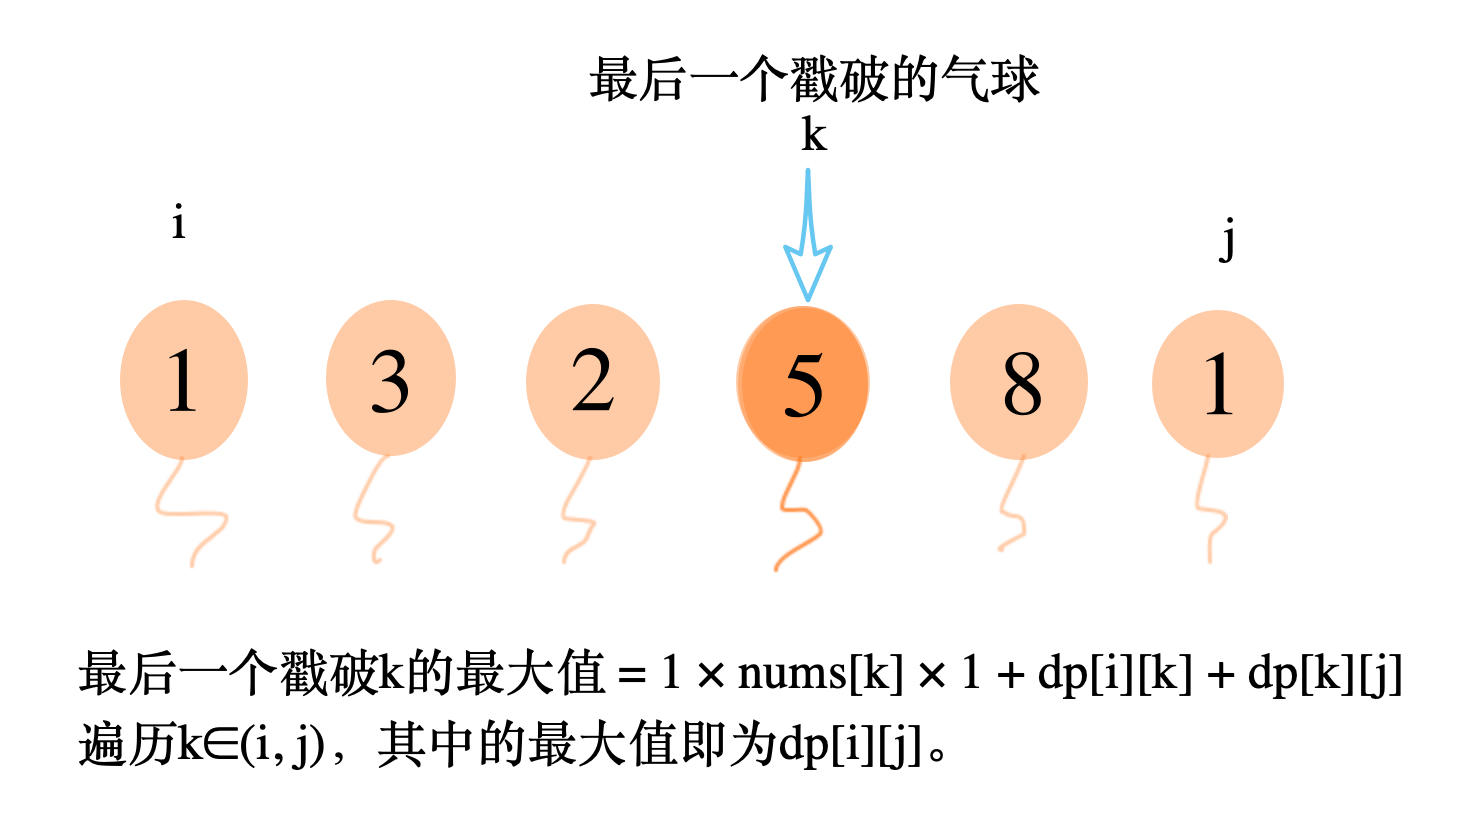 最后一个戳破的气球
k
i
j
1 3 2 5 8 1
最后一个戳破k的最大值 = 1 × nums[k] × 1 + dp[i][k] + dp[k][j]
遍历k∈(i, j)，其中的最大值即为dp[i][j]。